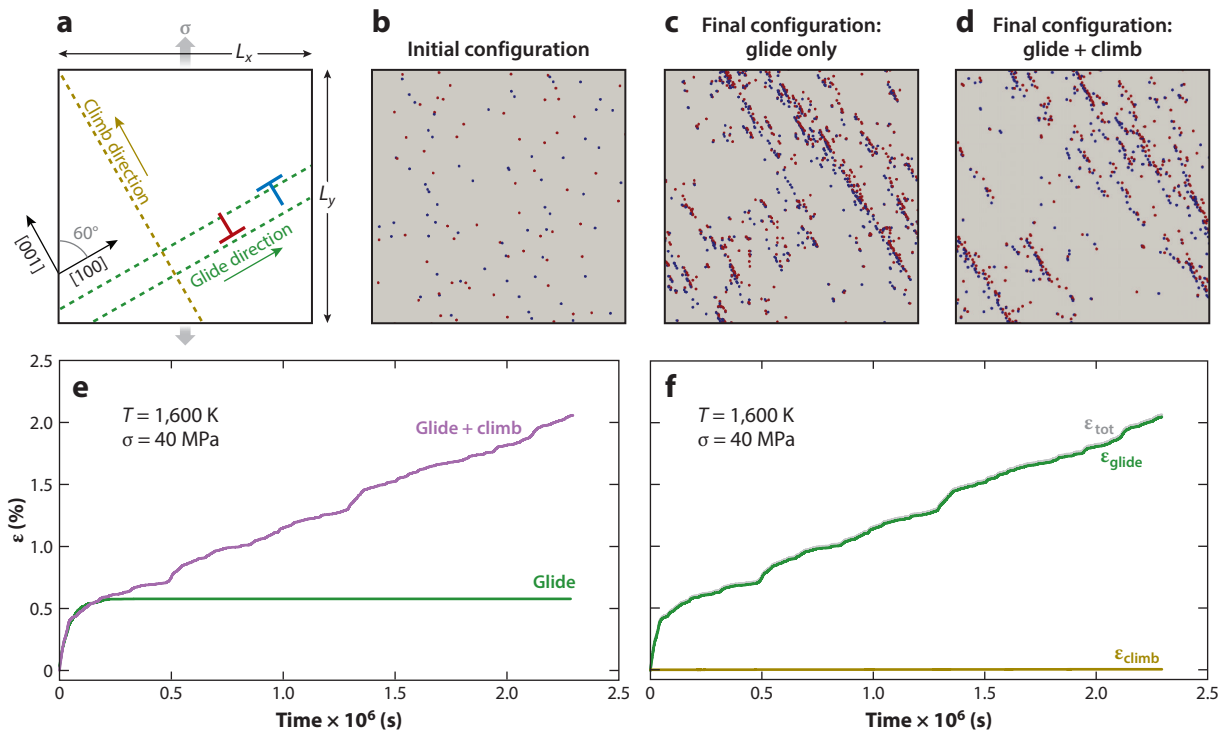 a
σ
Lx
Ly
Climb direction
Glide direction
60°
[001]
[100]
b
Initial configuration
c
Final configuration:
glide only
d
Final configuration:
glide + climb
e
T = 1,600 K
σ = 40 MPa
Glide + climb
Glide
ε (%)
2.5
2.0
1.5
1.0
0.5
0
0
0.5
1.0
1.5
2.0
2.5
Time × 10⁶ (s)
f
T = 1,600 K
σ = 40 MPa
εtot
εglide
εclimb
0
0.5
1.0
1.5
2.0
2.5
Time × 10⁶ (s)